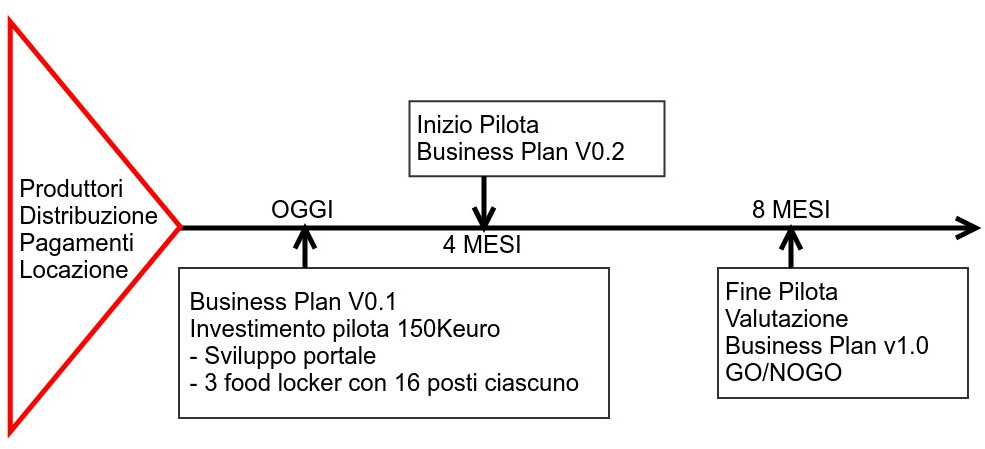 Produttori
Distribuzione
Pagamenti
Locazione
OGGI
Business Plan V0.1
Investimento pilota 150Keuro
- Sviluppo portale
- 3 food locker con 16 posti ciascuno
Inizio Pilota
Business Plan V0.2
4 MESI
8 MESI
Fine Pilota
Valutazione
Business Plan v1.0
GO/NOGO